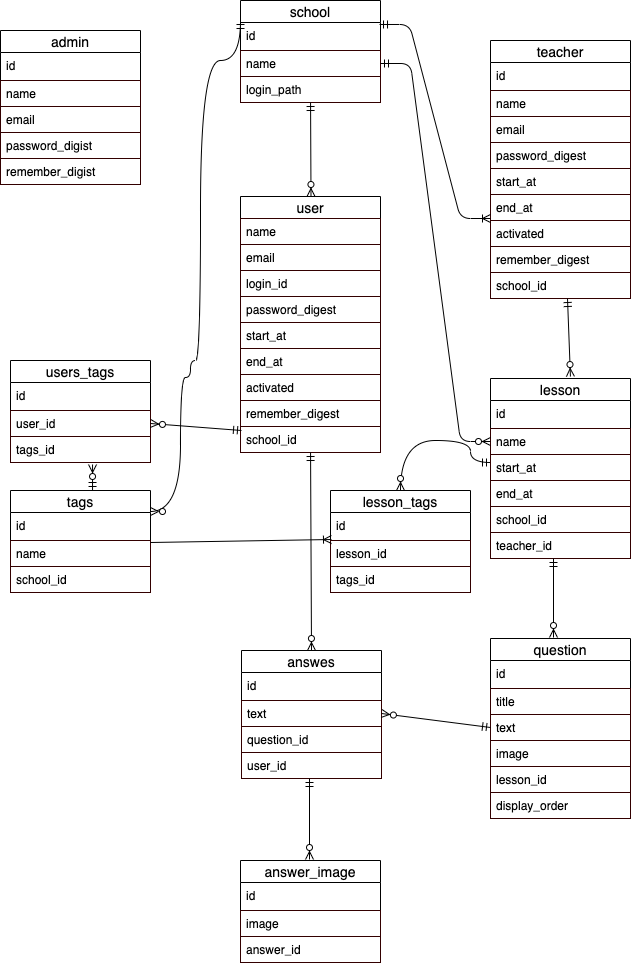 school
id
name
login_path
admin
id
name
email
password_digist
remember_digist
teacher
id
name
email
password_digest
start_at
end_at
activated
remember_digest
school_id
user
name
email
login_id
password_digest
start_at
end_at
activated
remember_digest
school_id
users_tags
id
user_id
tags_id
lesson
id
name
start_at
end_at
school_id
teacher_id
tags
id
name
school_id
lesson_tags
id
lesson_id
tags_id
answes
id
text
question_id
user_id
question
id
title
text
image
lesson_id
display_order
answer_image
id
image
answer_id